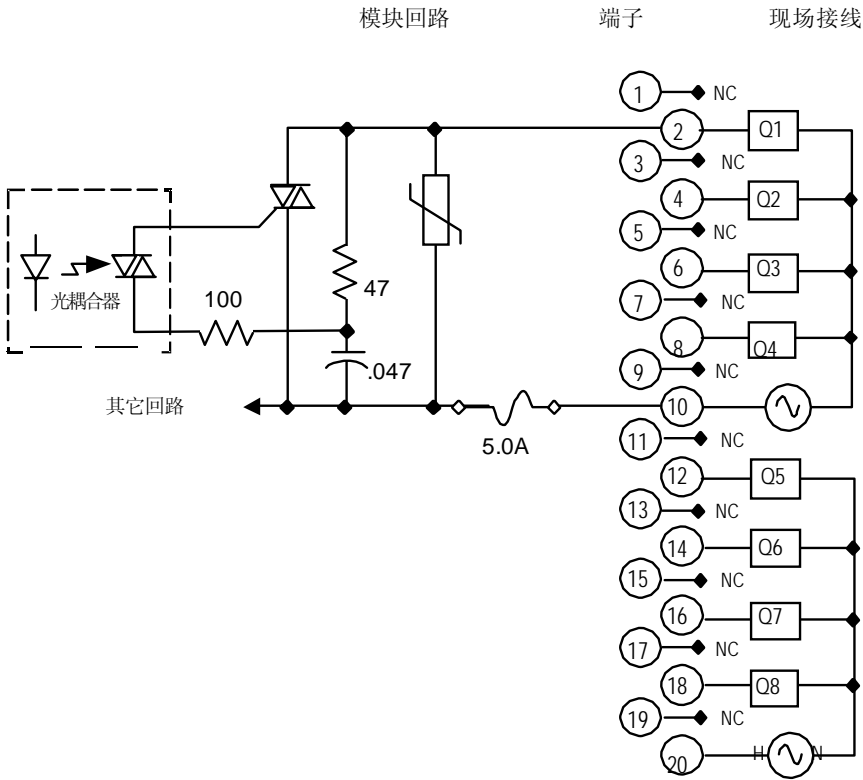 模块回路 端子 现场接线
1 NC
2 Q1
3 NC
4 Q2
5 NC
6 Q3
7 NC
8 Q4
9 NC
10
11 NC
12 Q5
13 NC
14 Q6
15 NC
16 Q7
17 NC
18 Q8
19 NC
20 H N
光耦合器
100
47
.047
其它回路
5.0A